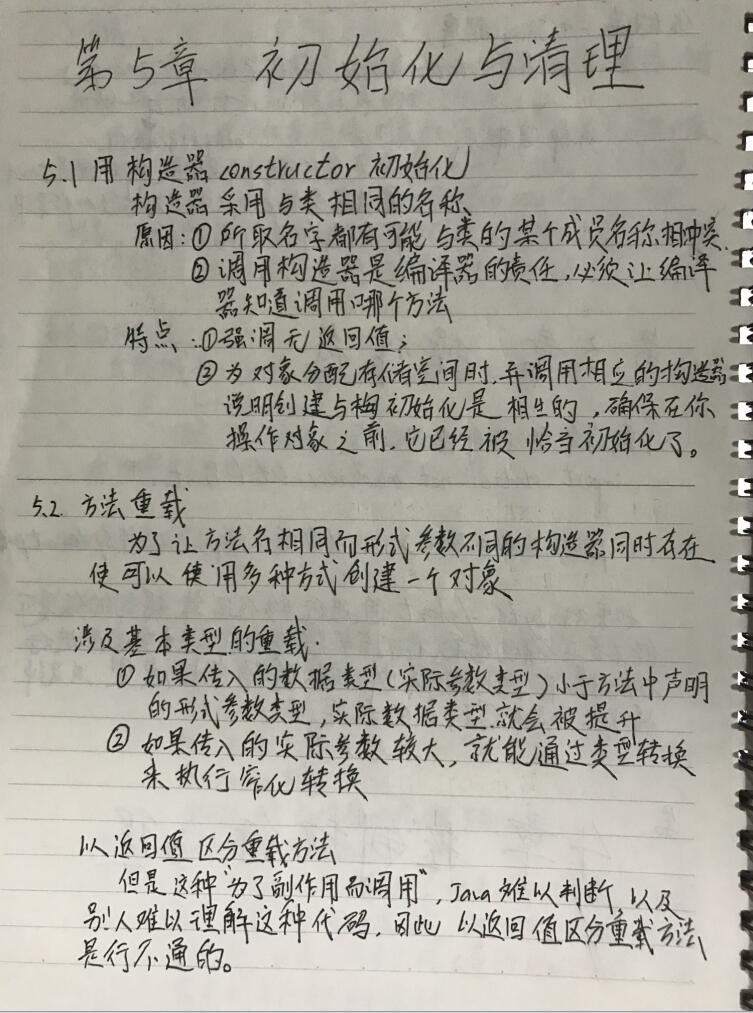 第5章 初始化与清理
5.1 用构造器 constructor 初始化
构造器采用与类相同的名称、
原因:① 所取名字都有可能与类的某个成员名称相冲突.
② 调用构造器是编译器的责任,必须让编译
器知道调用哪个方法
特点:①强调无返回值;
② 为对象分配存储空间时,并调用相应的构造器
说明创建与初始化是相生的,确保在你
操作对象之前,它已经被恰当初始化了。
5.2. 方法重载
为了让方法名相同而形式参数不同的构造器同时存在
使可以使用多种方式创建一个对象
涉及基本类型的重载.
① 如果传入的数据类型(实际参数类型)小于方法中声明
的形式参数类型,实际数据类型就会被提升
② 如果传入的实际参数较大,就能通过类型转换
来执行窄化转换
以返回值区分重载方法
但是这种“为了副作用而调用”,Java难以判断,以及
别人难以理解这种代码,因此以返回值区分重载方法
是行不通的。